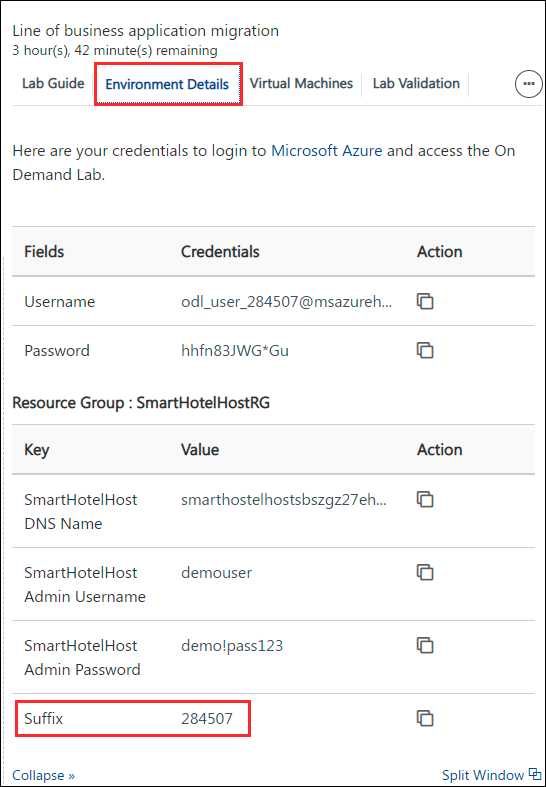 Line of business application migration
3 hour(s), 42 minute(s) remaining
Lab Guide Environment Details Virtual Machines Lab Validation
Here are your credentials to login to Microsoft Azure and access the On
Demand Lab.
Fields Credentials Action
Username odl_user_284507@msazureh...
Password hhfn83JWG*Gu
Resource Group : SmartHotelHostRG
Key Value Action
SmartHotelHost
DNS Name smarthostelhostsbszgz27eh...
SmartHotelHost
Admin Username demouser
SmartHotelHost
Admin Password demo!pass123
Suffix 284507
Collapse » Split Window